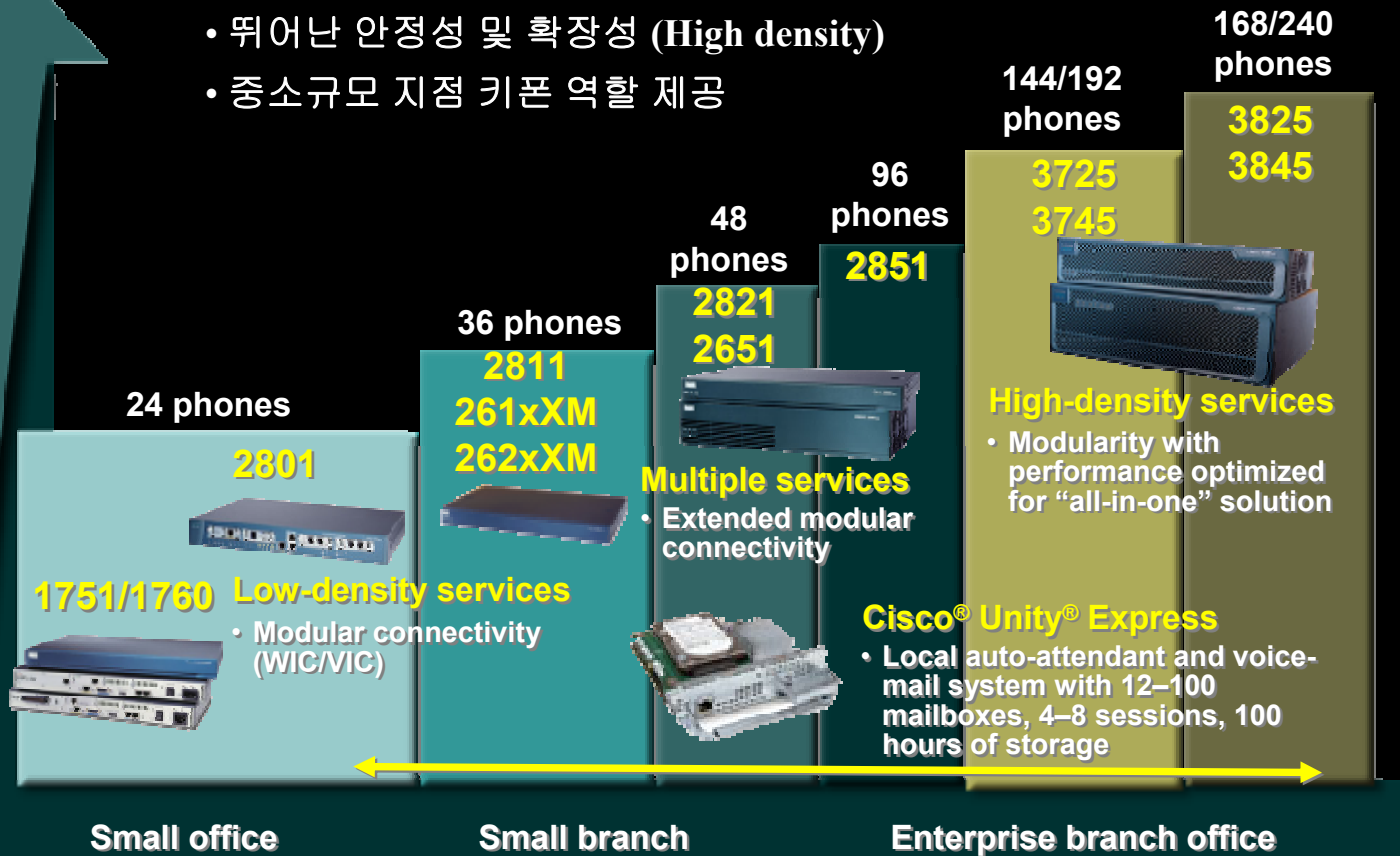 • 뛰어난 안정성 및 확장성 (High density)
• 중소규모 지점 키폰 역할 제공
168/240
phones
3825
3845
144/192
phones
3725
3745
96
phones
2851
48
phones
2821
2651
36 phones
2811
261xXM
262xXM
24 phones
2801
1751/1760
Low-density services
• Modular connectivity
(WIC/VIC)
Multiple services
• Extended modular
connectivity
High-density services
• Modularity with
performance optimized
for “all-in-one” solution
Cisco® Unity® Express
• Local auto-attendant and voice-
mail system with 12–100
mailboxes, 4–8 sessions, 100
hours of storage
Small office
Small branch
Enterprise branch office